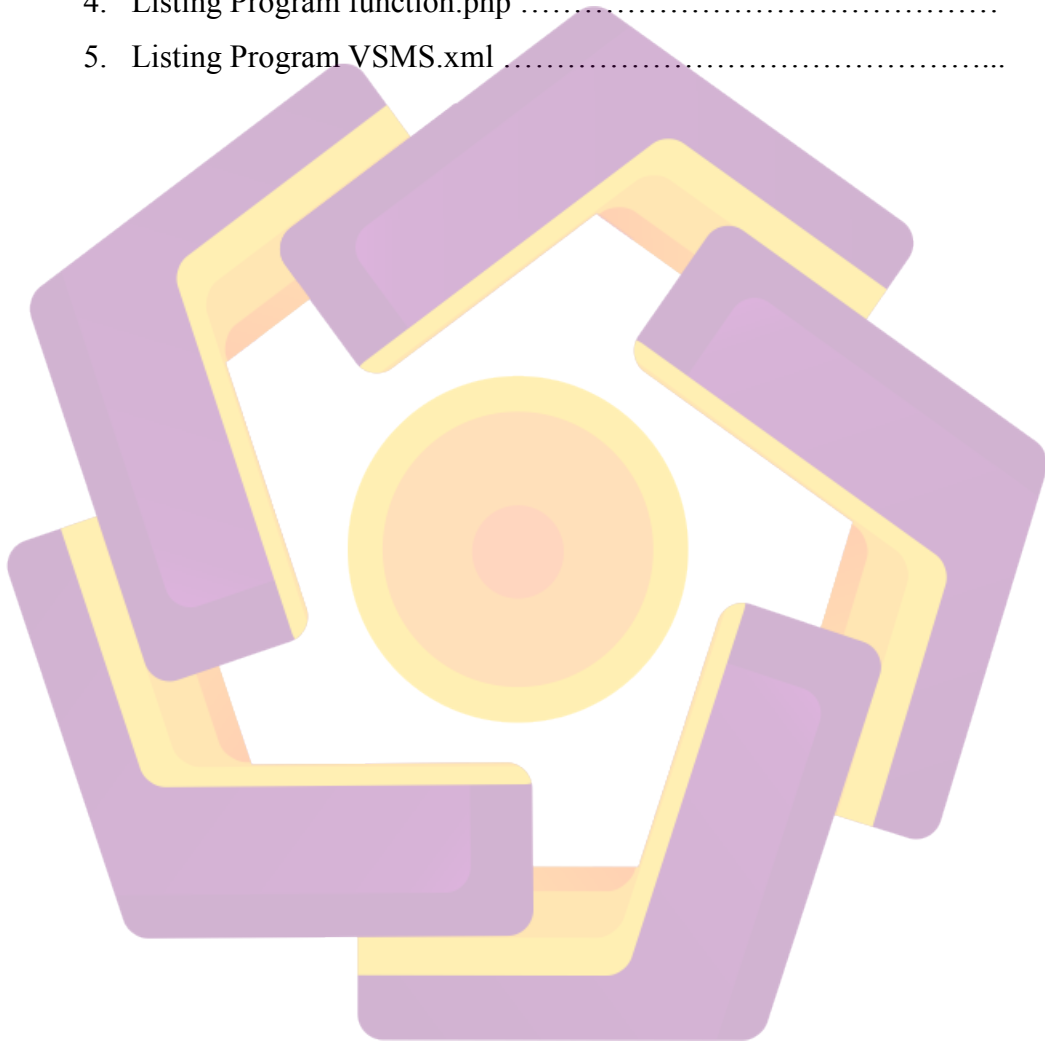 4. Listing Program function.php …………………………………………
5. Listing Program VSMS.xml …………………………………………...